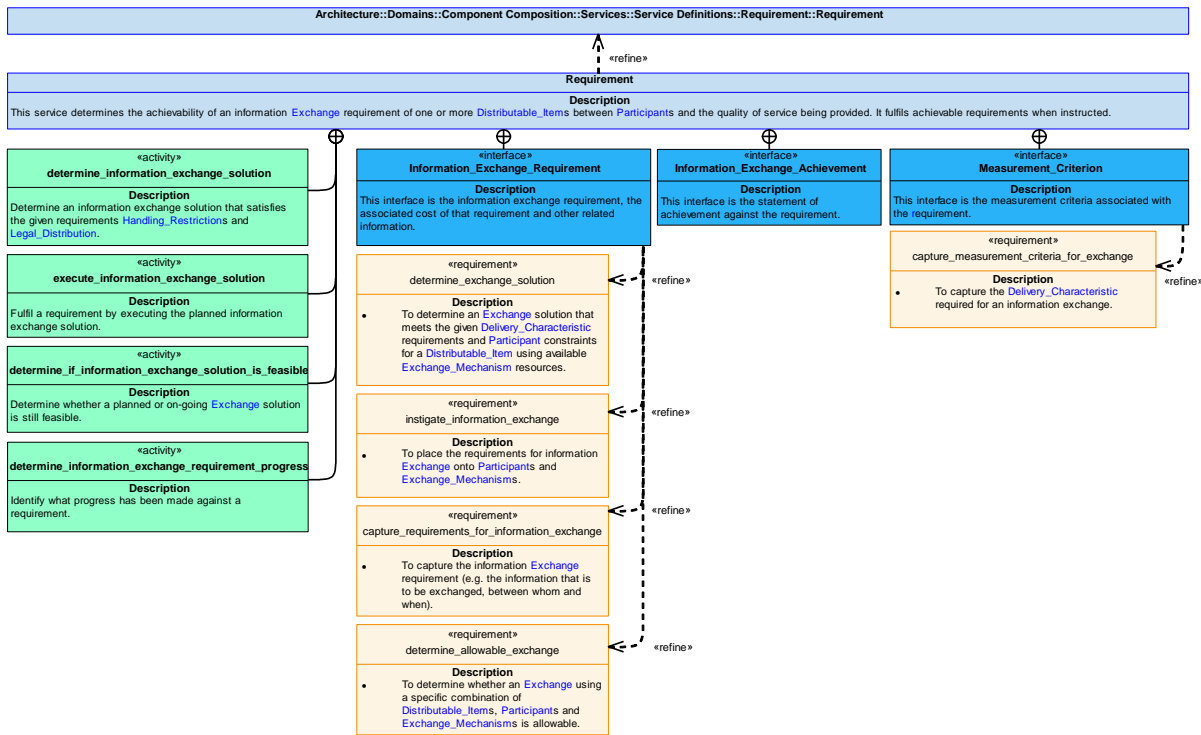 Architecture::Domains::Component Composition::Services::Service Definitions::Requirement::Requirement
«refine»
Requirement
Description
This service determines the achievability of an information Exchange requirement of one or more Distributable_Items between Participants and the quality of service being provided. It fulfils achievable requirements when instructed.
«activity»
determine_information_exchange_solution
Description
Determine an information exchange solution that satisfies
the given requirements Handling_Restrictions and
Legal_Distribution.
«activity»
execute_information_exchange_solution
Description
Fulfil a requirement by executing the planned information
exchange solution.
«activity»
determine_if_information_exchange_solution_is_feasible
Description
Determine whether a planned or on-going Exchange solution
is still feasible.
«activity»
determine_information_exchange_requirement_progress
Description
Identify what progress has been made against a
requirement.
«interface»
Information_Exchange_Requirement
Description
This interface is the information exchange requirement, the
associated cost of that requirement and other related
information.
«requirement»
determine_exchange_solution
Description
• To determine an Exchange solution that
meets the given Delivery_Characteristic
requirements and Participant constraints
for a Distributable_Item using available
Exchange_Mechanism resources.
«refine»
«requirement»
instigate_information_exchange
Description
• To place the requirements for information
Exchange onto Participants and
Exchange_Mechanisms.
«refine»
«requirement»
capture_requirements_for_information_exchange
Description
• To capture the information Exchange
requirement (e.g. the information that is
to be exchanged, between whom and
when).
«refine»
«requirement»
determine_allowable_exchange
Description
• To determine whether an Exchange using
a specific combination of
Distributable_Items, Participants and
Exchange_Mechanisms is allowable.
«refine»
«interface»
Information_Exchange_Achievement
Description
This interface is the statement of
achievement against the requirement.
«interface»
Measurement_Criterion
Description
This interface is the measurement criteria associated with
the requirement.
«requirement»
capture_measurement_criteria_for_exchange
Description
• To capture the Delivery_Characteristic
required for an information exchange.
«refine»